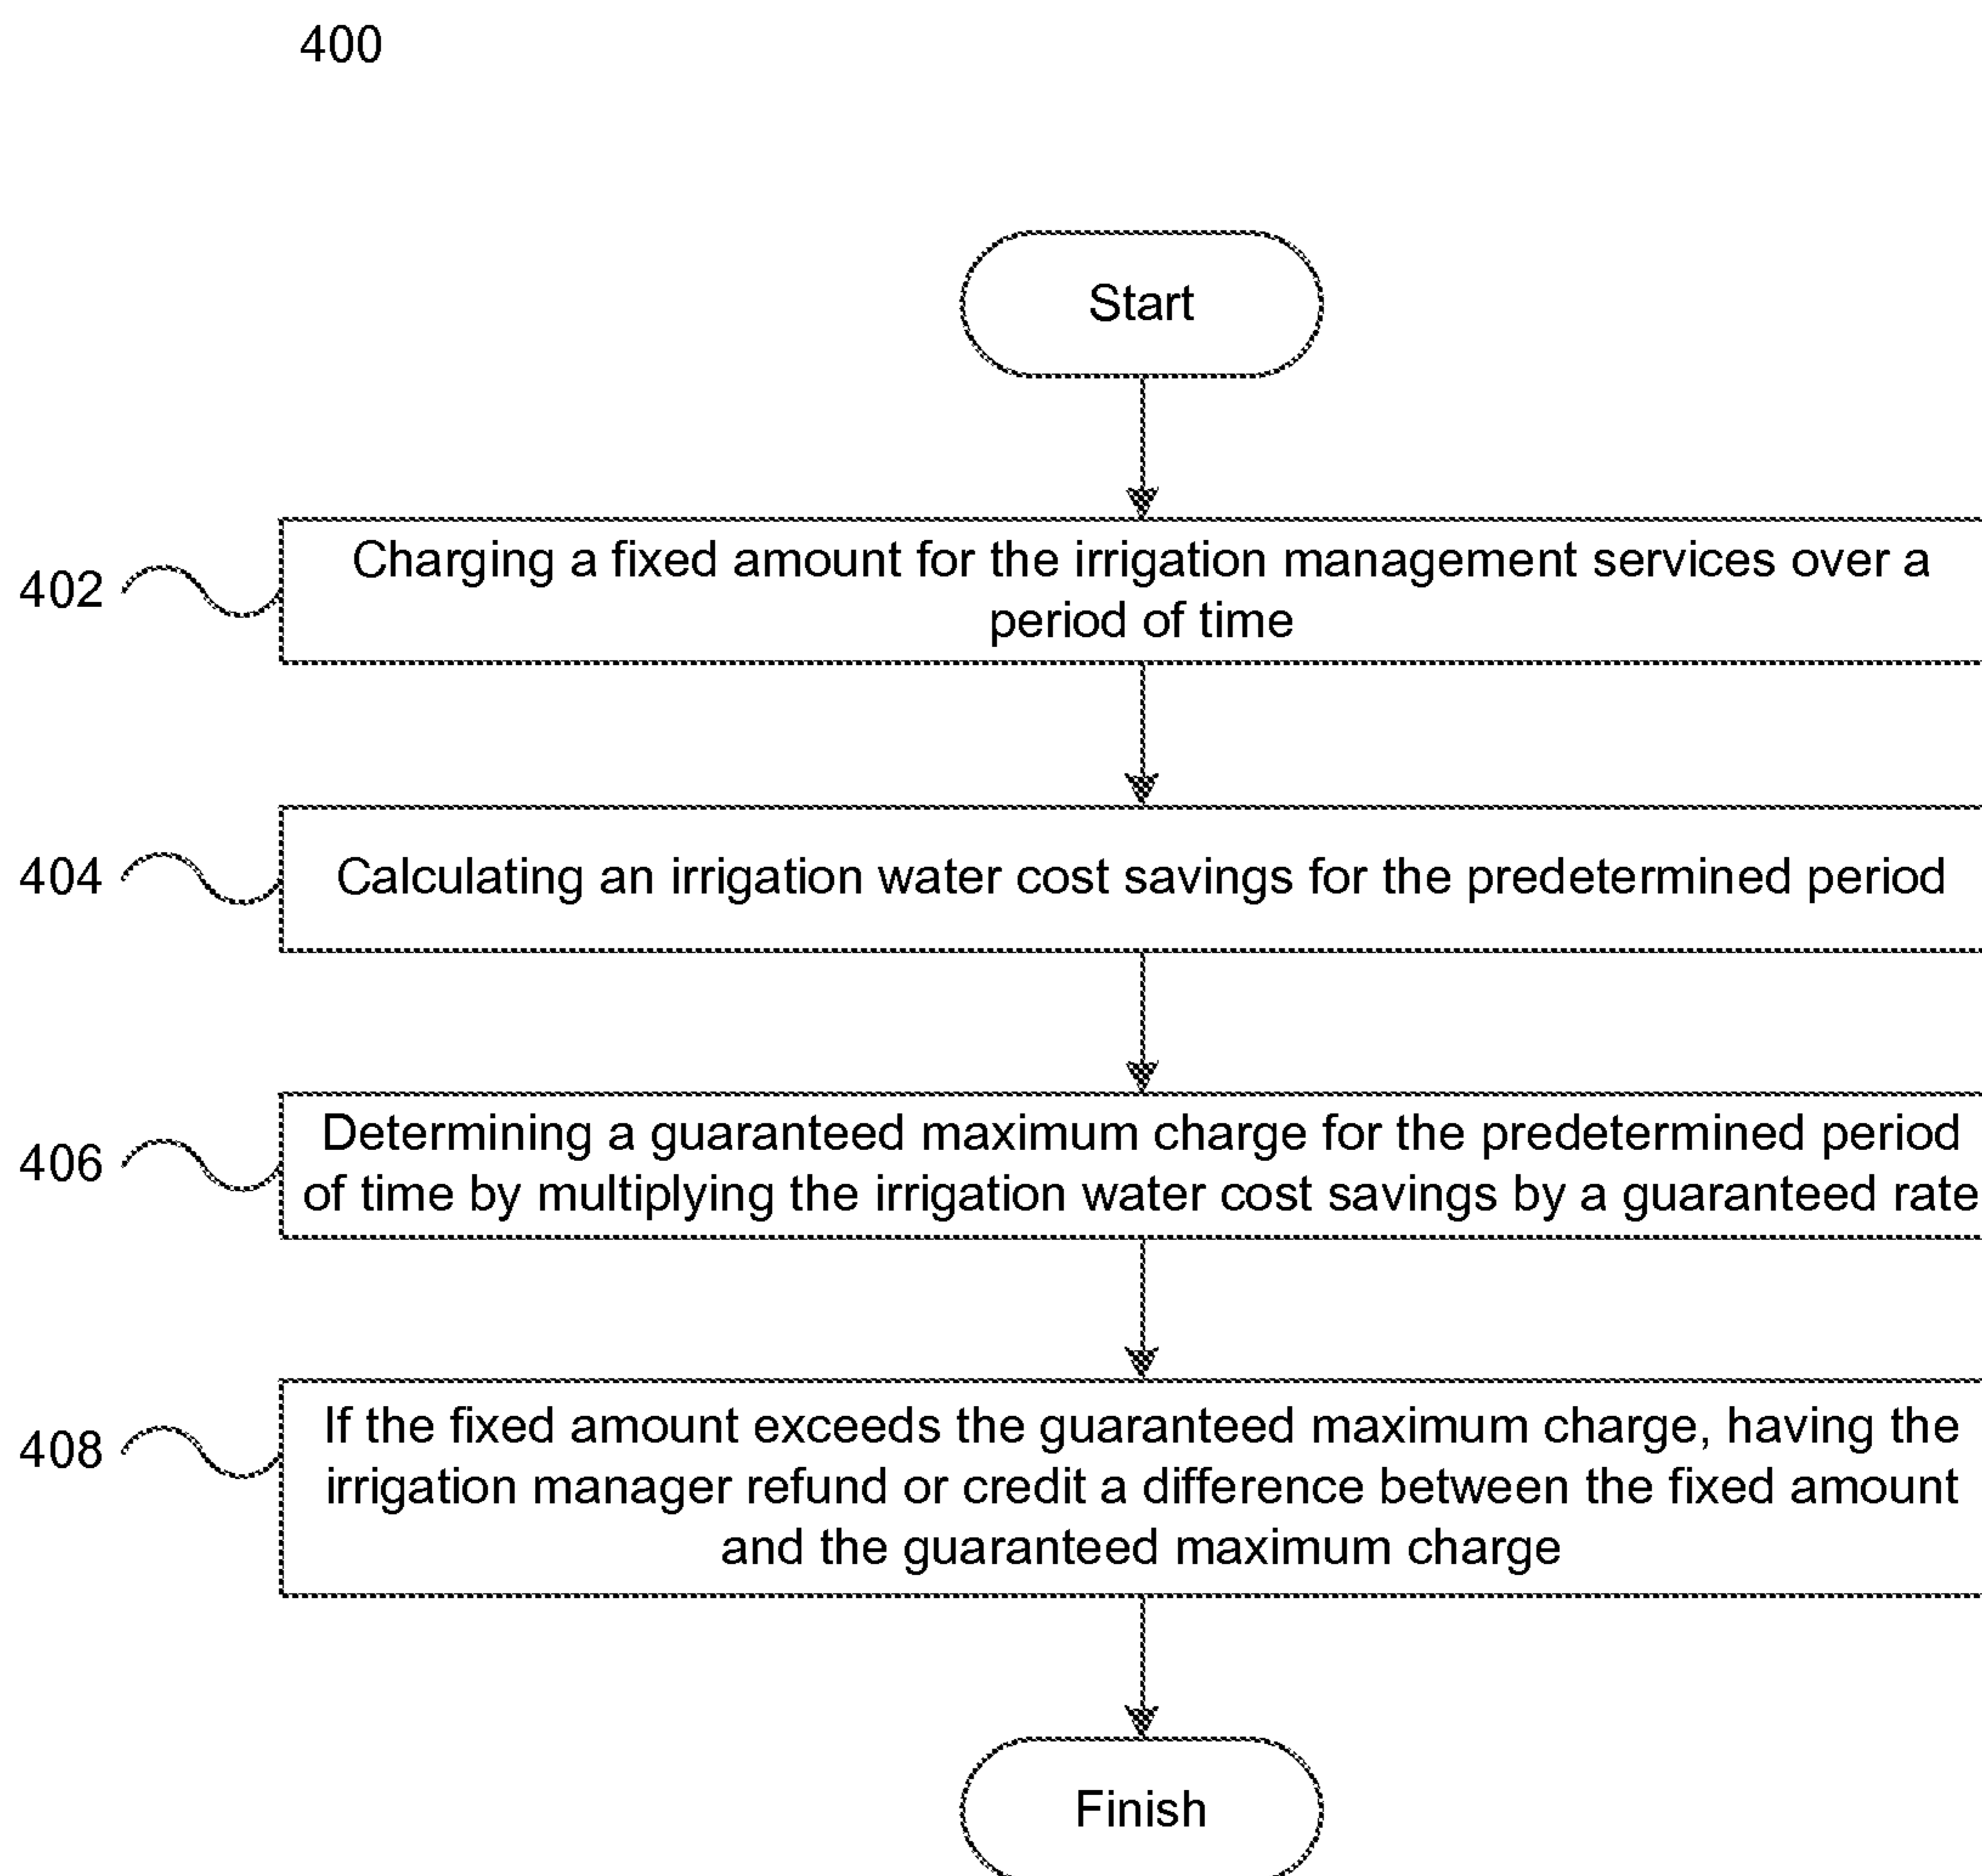 400
Start
402
Charging a fixed amount for the irrigation management services over a
period of time
404
Calculating an irrigation water cost savings for the predetermined period
406
Determining a guaranteed maximum charge for the predetermined period
of time by multiplying the irrigation water cost savings by a guaranteed rate
408
If the fixed amount exceeds the guaranteed maximum charge, having the
irrigation manager refund or credit a difference between the fixed amount
and the guaranteed maximum charge
Finish